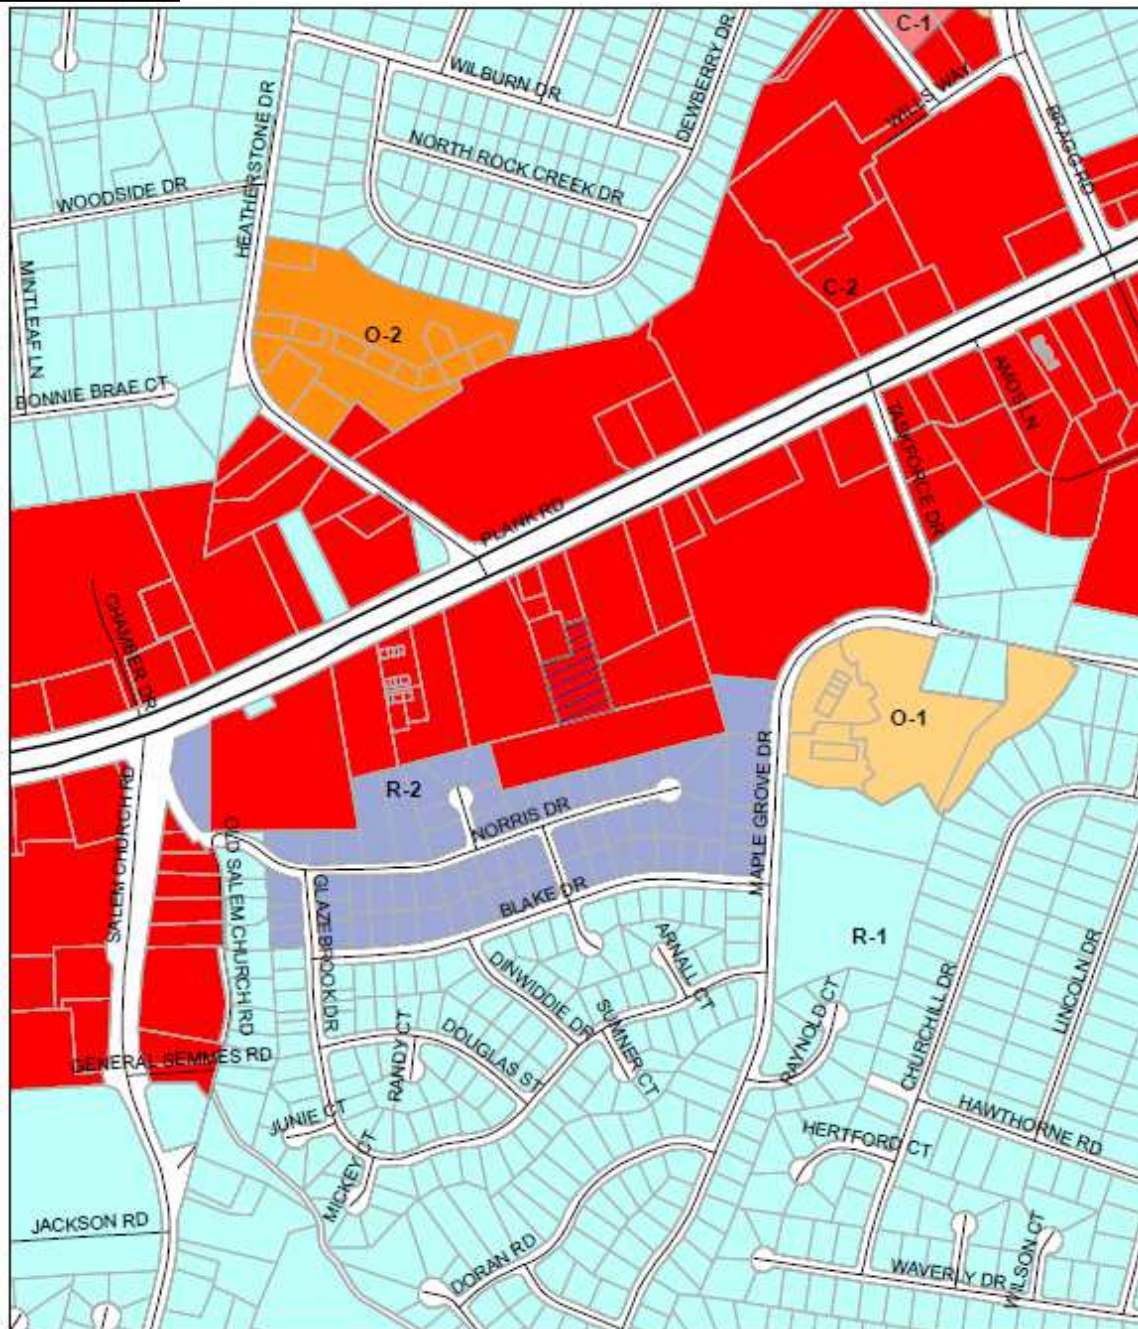 C-1
WILBURN DR
DEWBERRY DR
WILLS WAY
BRAGG RD
NORTH ROCK CREEK DR
HEATHERSTONE DR
WOODSIDE DR
MINTLEAF LN
C-2
O-2
BONNIE BRAE CT
AMOS LN
TASKFORCE DR
PLANK RD
CHAMBER DR
O-1
MAPLE GROVE DR
R-2
NORRIS DR
SALEM CHURCH RD
OLD SALEM CHURCH RD
GLAZEBROOK DR
BLAKE DR
R-1
ARNALL CT
DINWIDDIE DR
SUMNER CT
RAYNOLD CT
CHURCHILL DR
LINCOLN DR
DOUGLAS ST
RANDY CT
GENERAL SEMMES RD
JUNIE CT
MICKEY CT
HERTFORD CT
HAWTHORNE RD
JACKSON RD
DORAN RD
WAVERLY DR
WILSON CT